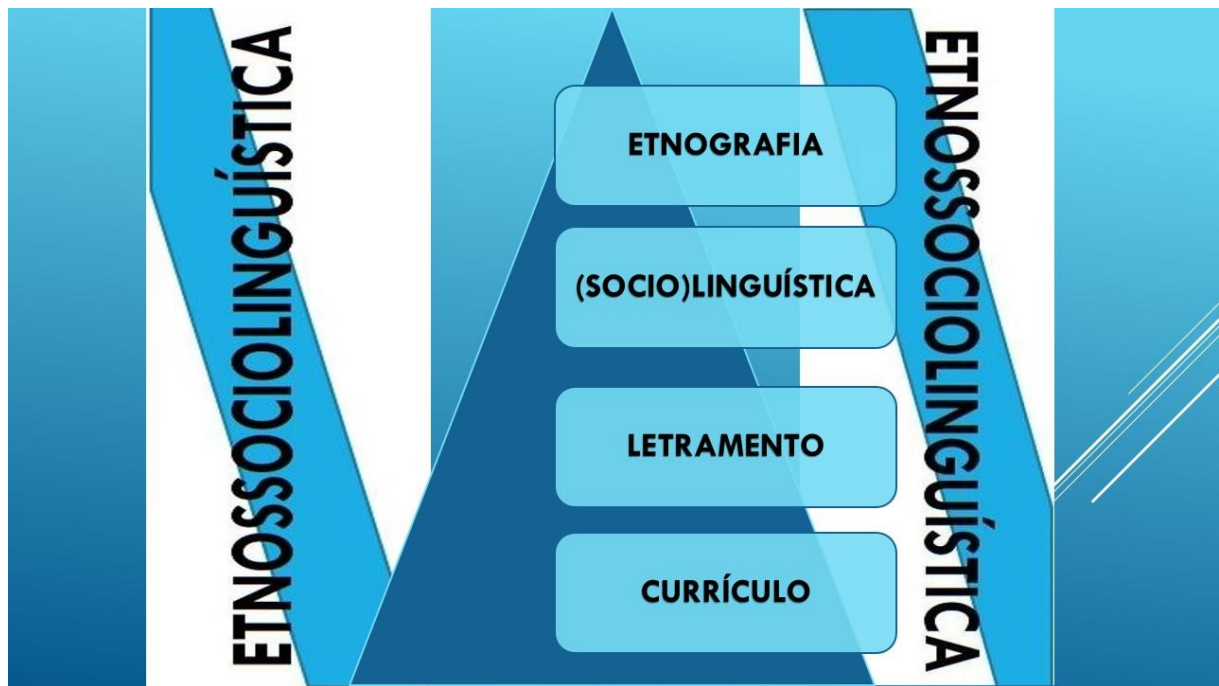 ETNOSSOCIOLINGUÍSTICA
ETNOGRAFIA
(SOCIO)LINGUÍSTICA
LETRAMENTO
CURRÍCULO
ETNOSSOCIOLINGUÍSTICA